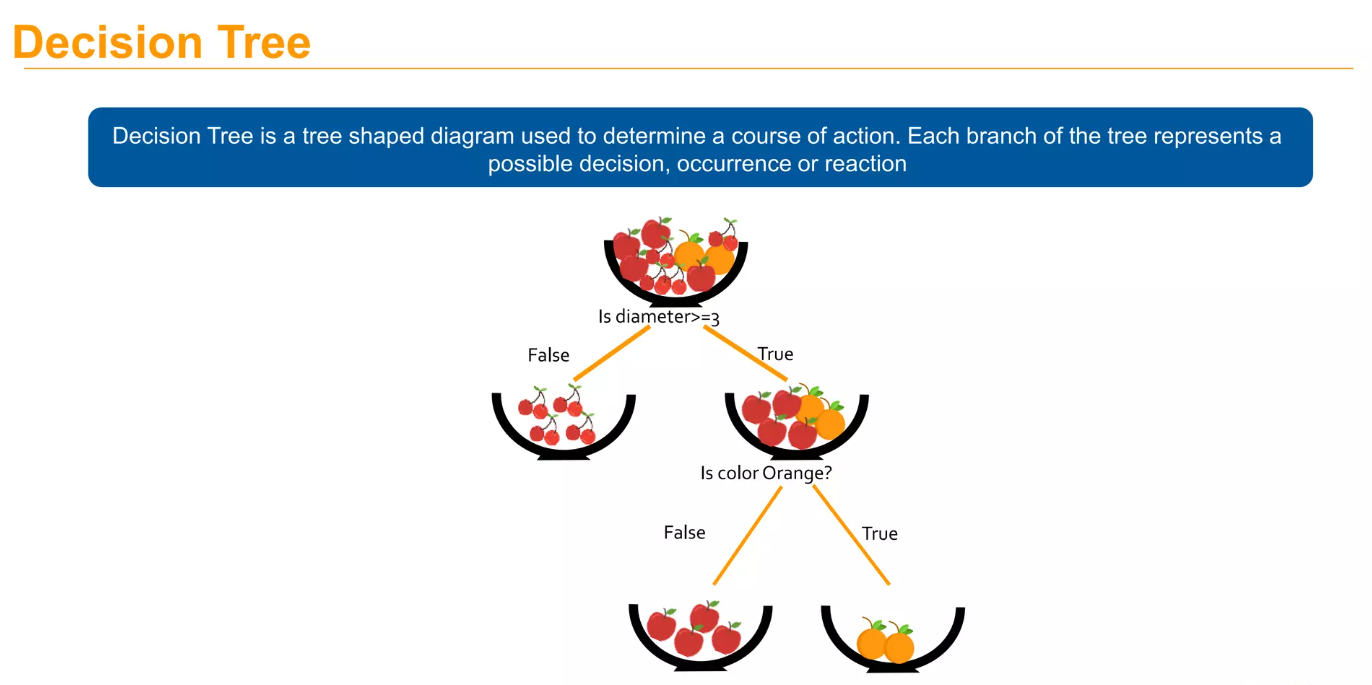 Decision Tree
Decision Tree is a tree shaped diagram used to determine a course of action. Each branch of the tree represents a
possible decision, occurrence or reaction
Is diameter>=3
False
True
Is color Orange?
False
True